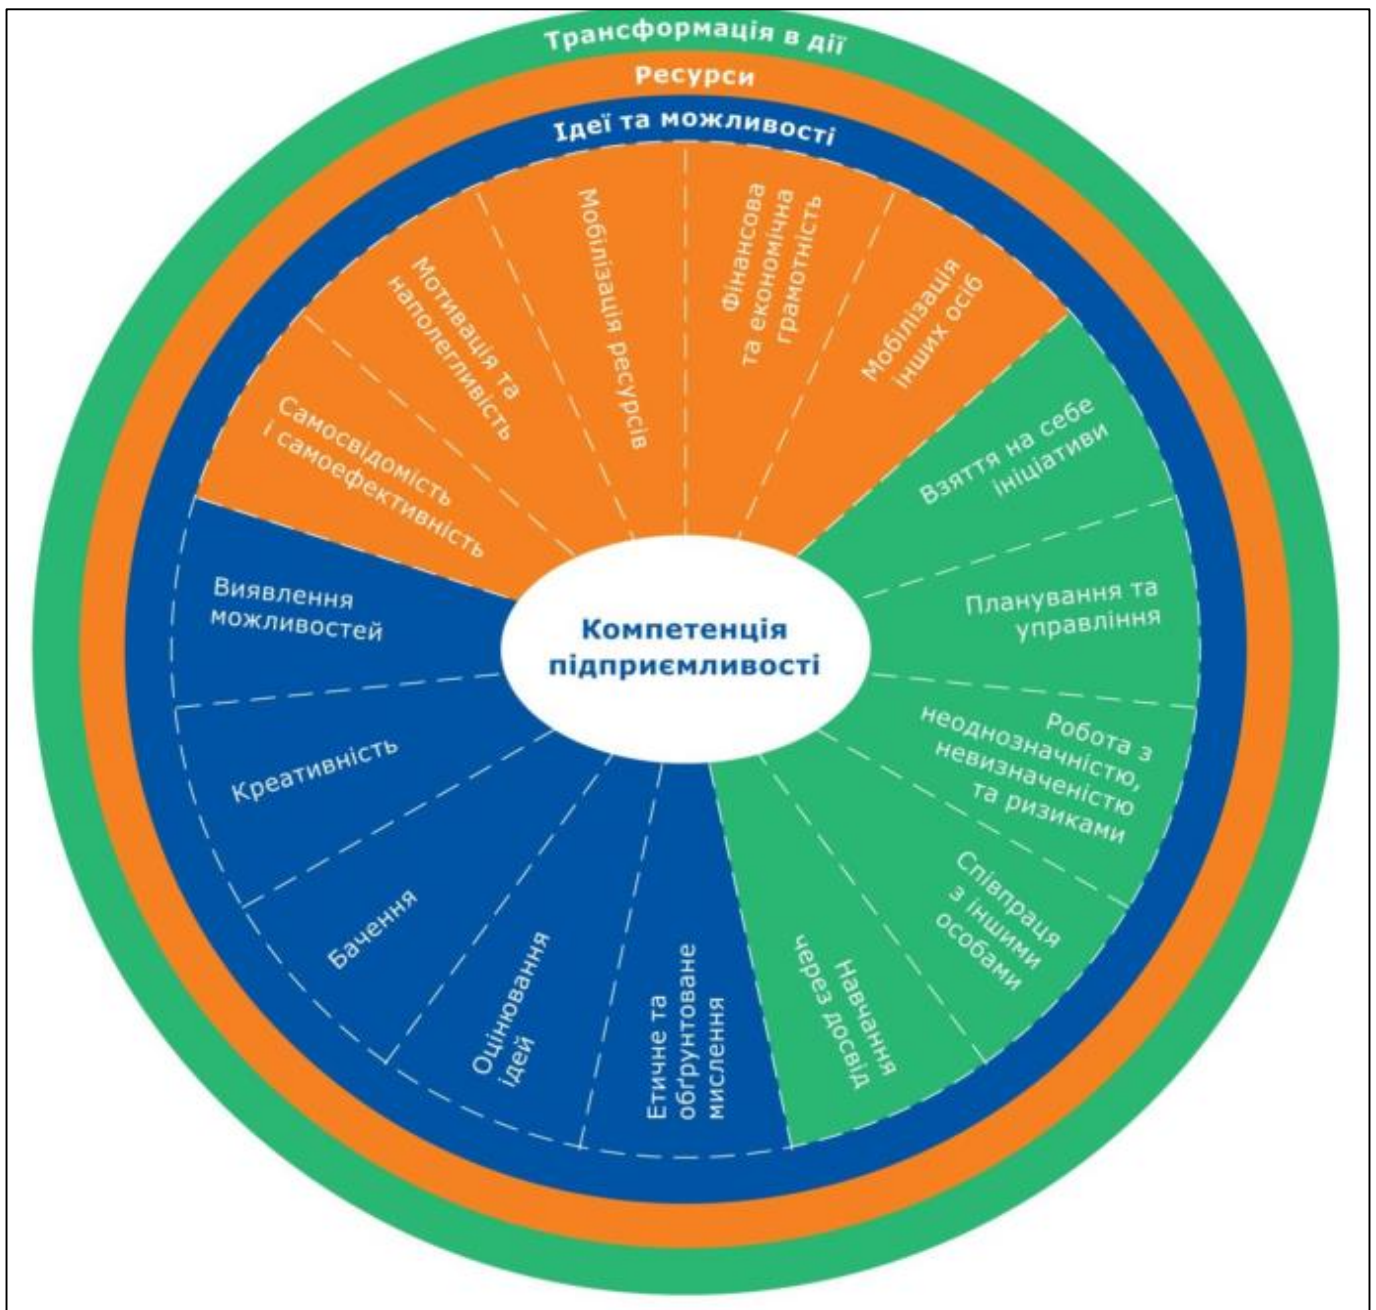 Трансформація в дії
Ресурси
Ідеї та можливості
Самосвідомість
і самоефективність
Мотивація та
наполегливість
Мобілізація ресурсів
Фінансова
та економічна
грамотність
Мобілізація
інших осіб
Взяття на себе
ініціативи
Планування та
управління
Робота з
неоднозначністю,
невизначеністю
та ризиками
Співпраця
з іншими
особами
Навчання
через досвід
Етичне та
обґрунтоване
мислення
Оцінювання
ідей
Бачення
Креативність
Виявлення
можливостей
Компетенція
підприємливості